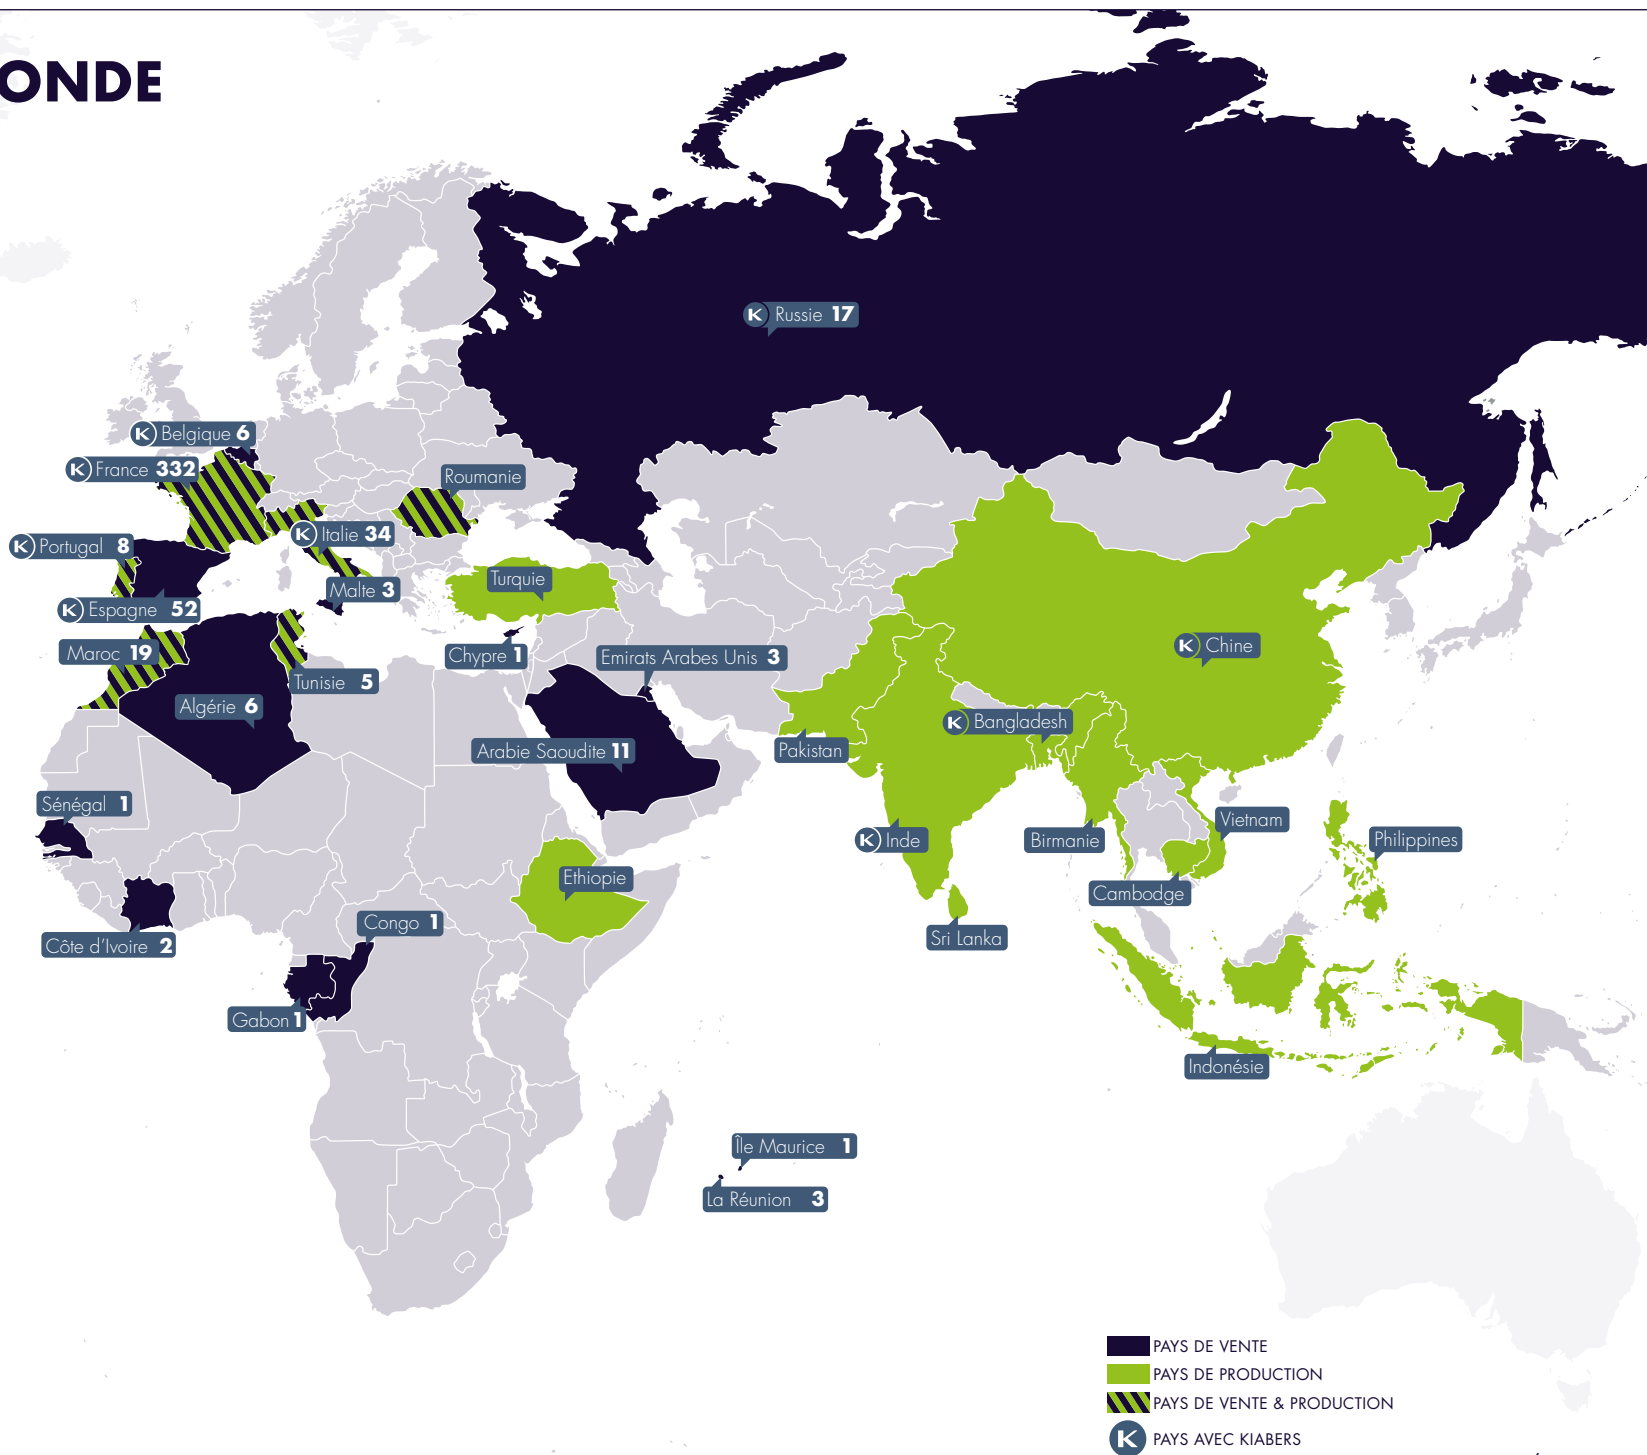 ONDE
K Russie 17
K Belgique 6
K France 332
Roumanie
K Italie 34
K Portugal 8
Turquie
Malte 3
K Espagne 52
Maroc 19
Chypre 1
Emirats Arabes Unis 3
K Chine
Tunisie 5
Algérie 6
K Bangladesh
Arabie Saoudite 11
Pakistan
Sénégal 1
Vietnam
K Inde
Birmanie
Philippines
Ethiopie
Cambodge
Congo 1
Côte d'Ivoire 2
Sri Lanka
Gabon 1
Indonésie
Île Maurice 1
La Réunion 3
PAYS DE VENTE
PAYS DE PRODUCTION
PAYS DE VENTE & PRODUCTION
K PAYS AVEC KIABERS